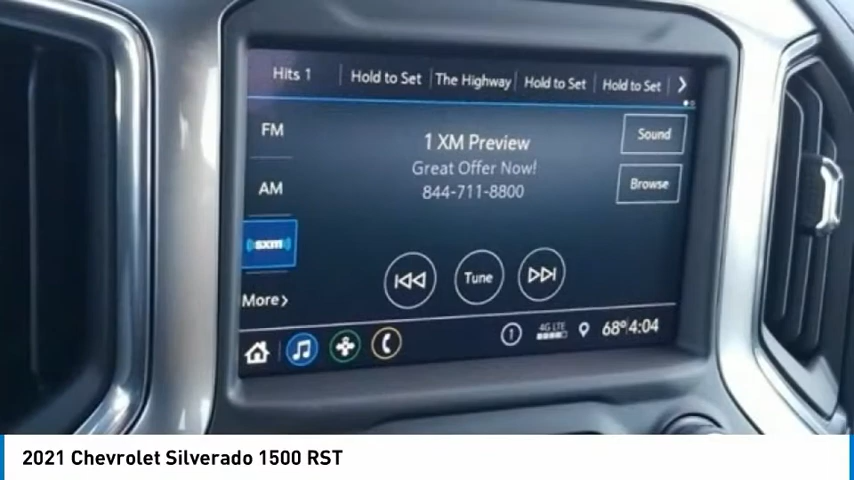 Hits 1 Hold to Set The Highway Hold to Set Hold to Set >
FM
1 XM Preview
Sound
Great Offer Now!
AM
844-711-8800
Browse
sxm
Tune
More >
4G LTE
68° 4:04
2021 Chevrolet Silverado 1500 RST